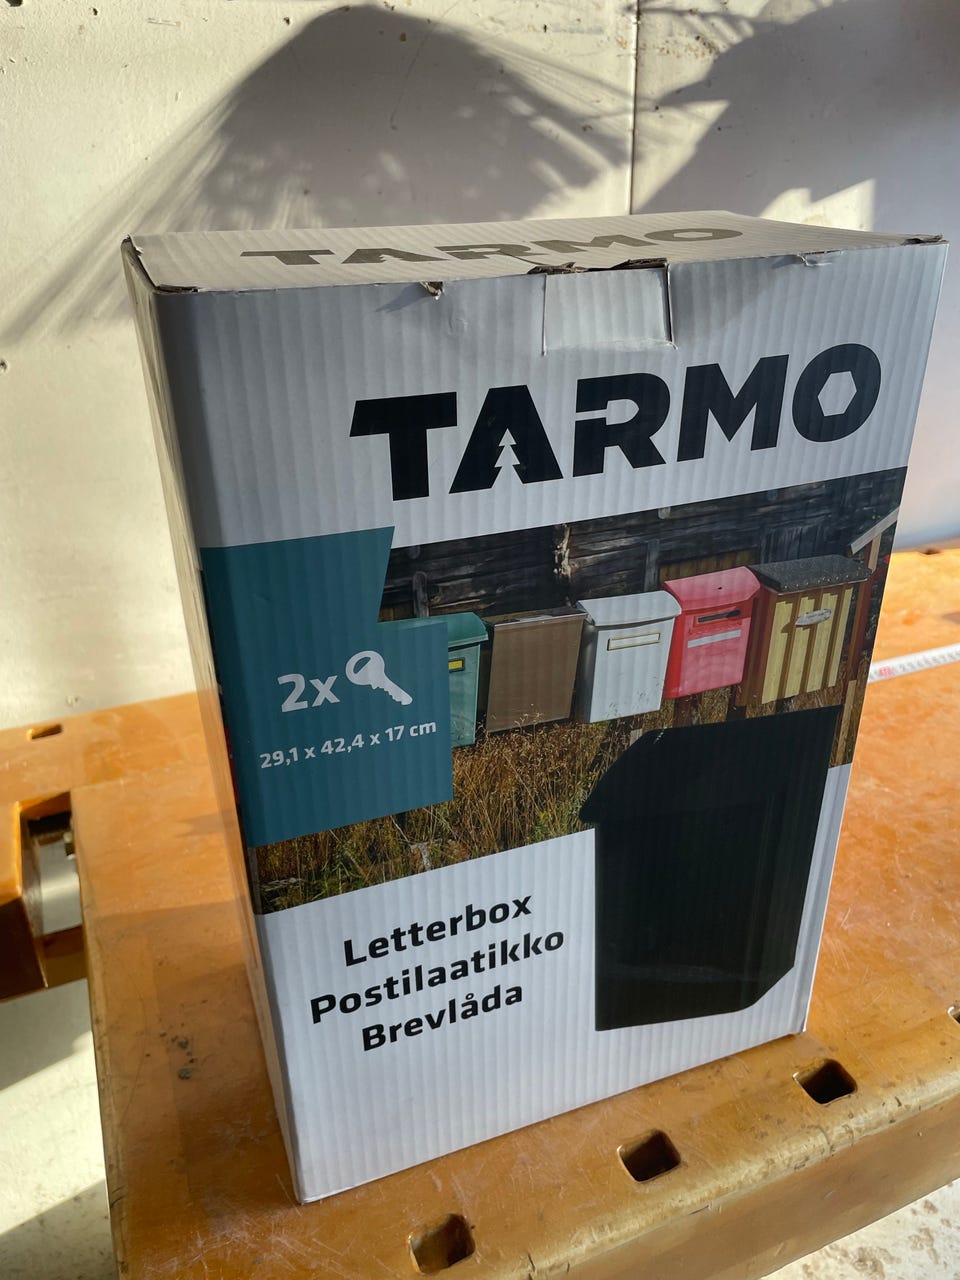 TARMO
TARMO
2x
29,1 x 42,4 x 17 cm
Letterbox
Postilaatikko
Brevlåda